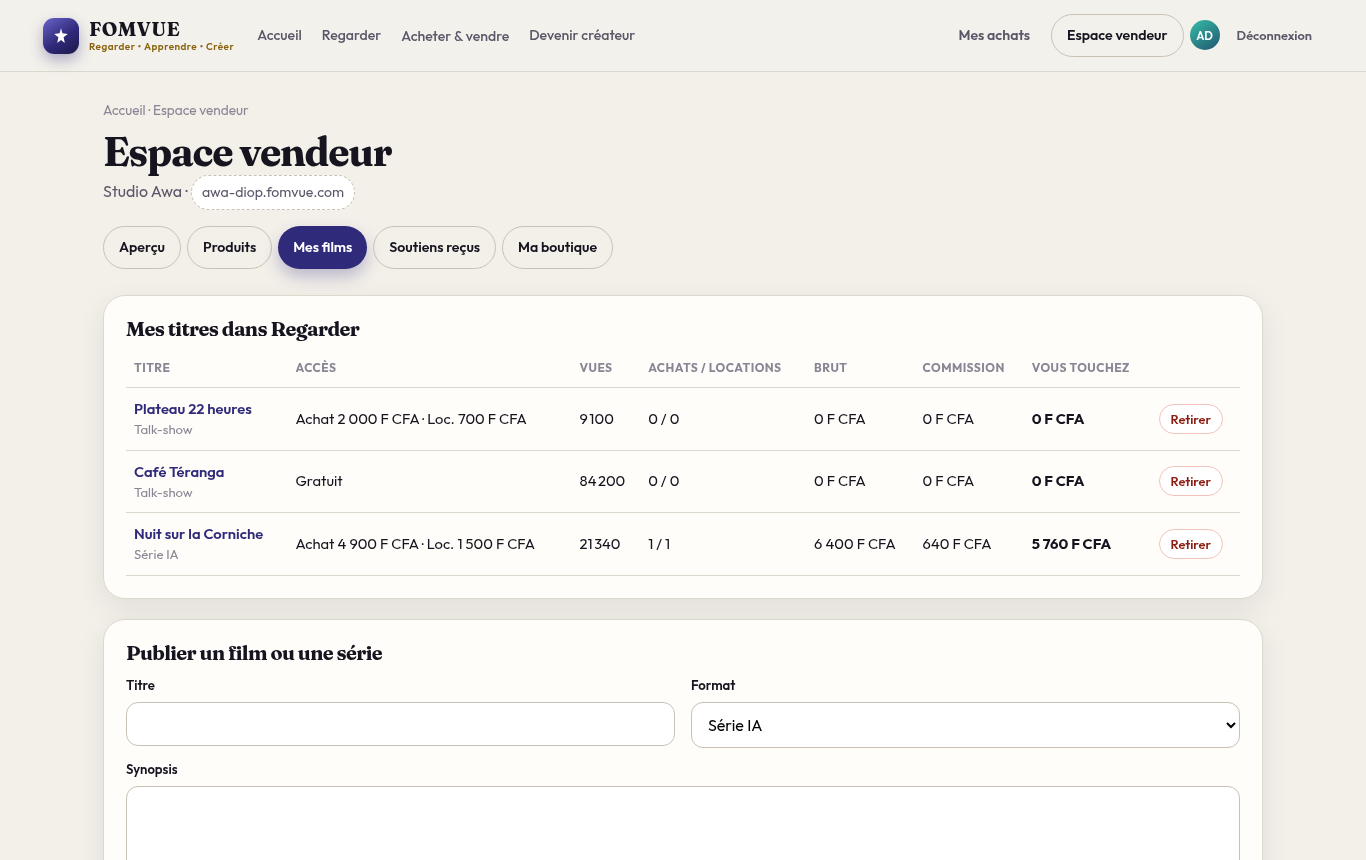 FOMVUE
Regarder • Apprendre • Créer
Accueil
Regarder
Acheter & vendre
Devenir créateur
Mes achats
Espace vendeur
AD
Déconnexion
Accueil · Espace vendeur
Espace vendeur
Studio Awa · awa-diop.fomvue.com
Aperçu
Produits
Mes films
Soutiens reçus
Ma boutique
Mes titres dans Regarder
TITRE ACCÈS VUES ACHATS / LOCATIONS BRUT COMMISSION VOUS TOUCHEZ
Plateau 22 heures
Talk-show
Achat 2 000 F CFA · Loc. 700 F CFA 9 100 0 / 0 0 F CFA 0 F CFA 0 F CFA Retirer
Café Téranga
Talk-show
Gratuit 84 200 0 / 0 0 F CFA 0 F CFA 0 F CFA Retirer
Nuit sur la Corniche
Série IA
Achat 4 900 F CFA · Loc. 1 500 F CFA 21 340 1 / 1 6 400 F CFA 640 F CFA 5 760 F CFA Retirer
Publier un film ou une série
Titre
Format
Série IA
Synopsis